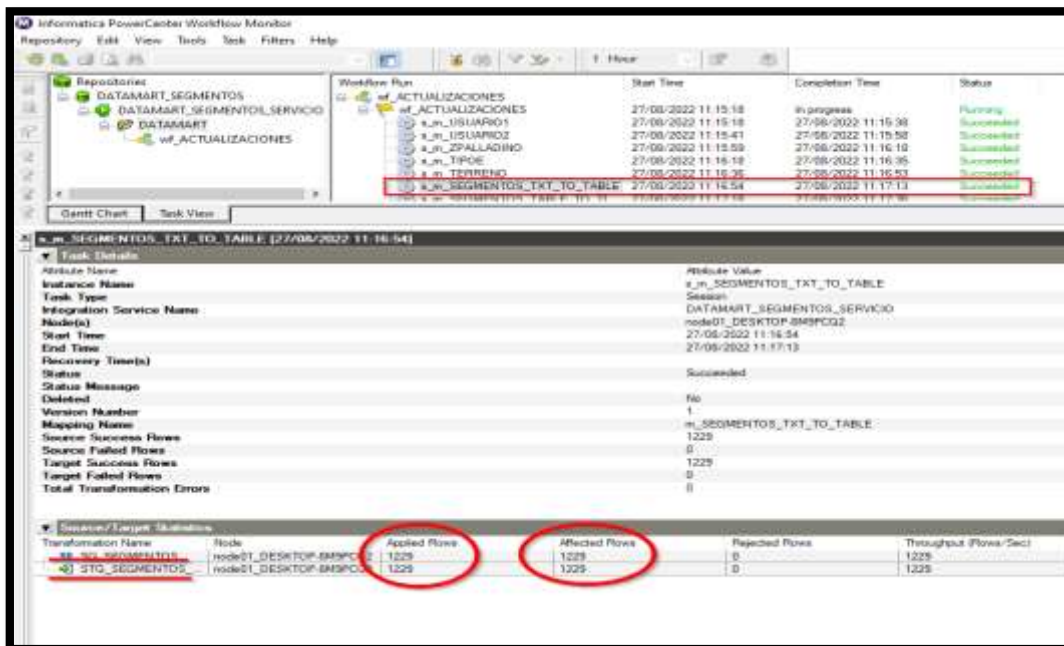 Informatica PowerCenter Workflow Monitor
Repository Edit View Tools Task Filters Help
1 Hour
Repositories
DATAMART_SEGMENTOS
DATAMART_SEGMENTOS_SERVICIO
DATAMART
wf_ACTUALIZACIONES
Workflow Run Start Time Completion Time Status
wf_ACTUALIZACIONES
wf_ACTUALIZACIONES 27/08/2022 11:15:18 In progress Running
s_m_USUARIO1 27/08/2022 11:15:18 27/08/2022 11:15:38 Succeeded
s_m_USUARIO2 27/08/2022 11:15:41 27/08/2022 11:15:58 Succeeded
s_m_ZPALLADINO 27/08/2022 11:15:59 27/08/2022 11:16:18 Succeeded
s_m_TIPOE 27/08/2022 11:16:18 27/08/2022 11:16:35 Succeeded
s_m_TERRENO 27/08/2022 11:16:36 27/08/2022 11:16:53 Succeeded
s_m_SEGMENTOS_TXT_TO_TABLE 27/08/2022 11:16:54 27/08/2022 11:17:13 Succeeded
Gantt Chart Task View
s_m_SEGMENTOS_TXT_TO_TABLE [27/08/2022 11:16:54]
Task Details
Attribute Name Attribute Value
Instance Name s_m_SEGMENTOS_TXT_TO_TABLE
Task Type Session
Integration Service Name DATAMART_SEGMENTOS_SERVICIO
Node(s) node01_DESKTOP-8M9PCQ2
Start Time 27/08/2022 11:16:54
End Time 27/08/2022 11:17:13
Recovery Time(s)
Status Succeeded
Status Message
Deleted No
Version Number 1
Mapping Name m_SEGMENTOS_TXT_TO_TABLE
Source Success Rows 1229
Source Failed Rows 0
Target Success Rows 1229
Target Failed Rows 0
Total Transformation Errors 0
Source/Target Statistics
Transformation Name Node Applied Rows Affected Rows Rejected Rows Throughput (Rows/Sec)
SQ_SEGMENTOS_... 1229 1229 0 1229
STG_SEGMENTOS_... 1229 1229 0 1229